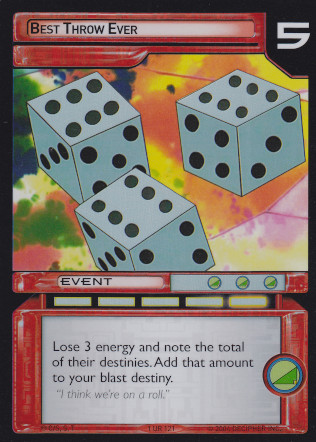 BEST THROW EVER
5
EVENT
Lose 3 energy and note the total
of their destinies. Add that amount
to your blast destiny.
"I think we're on a roll."